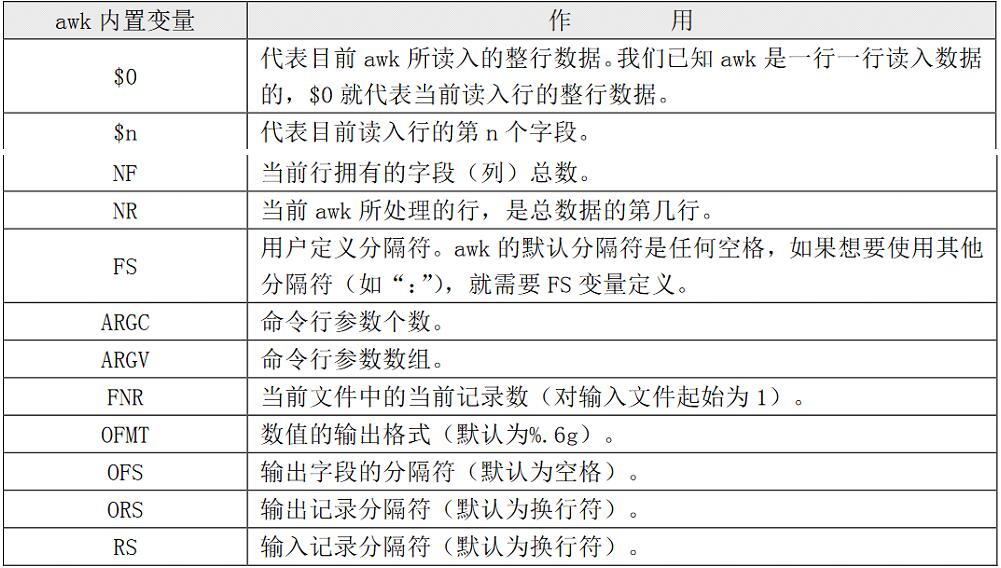 awk 内置变量 作 用
$0 代表目前 awk 所读入的整行数据。我们已知 awk 是一行一行读入数据
的，$0 就代表当前读入行的整行数据。
$n 代表目前读入行的第 n 个字段。
NF 当前行拥有的字段（列）总数。
NR 当前 awk 所处理的行，是总数据的第几行。
FS 用户定义分隔符。awk 的默认分隔符是任何空格，如果想要使用其他
分隔符（如“：”），就需要 FS 变量定义。
ARGC 命令行参数个数。
ARGV 命令行参数数组。
FNR 当前文件中的当前记录数（对输入文件起始为 1）。
OFMT 数值的输出格式（默认为%.6g）。
OFS 输出字段的分隔符（默认为空格）。
ORS 输出记录分隔符（默认为换行符）。
RS 输入记录分隔符（默认为换行符）。